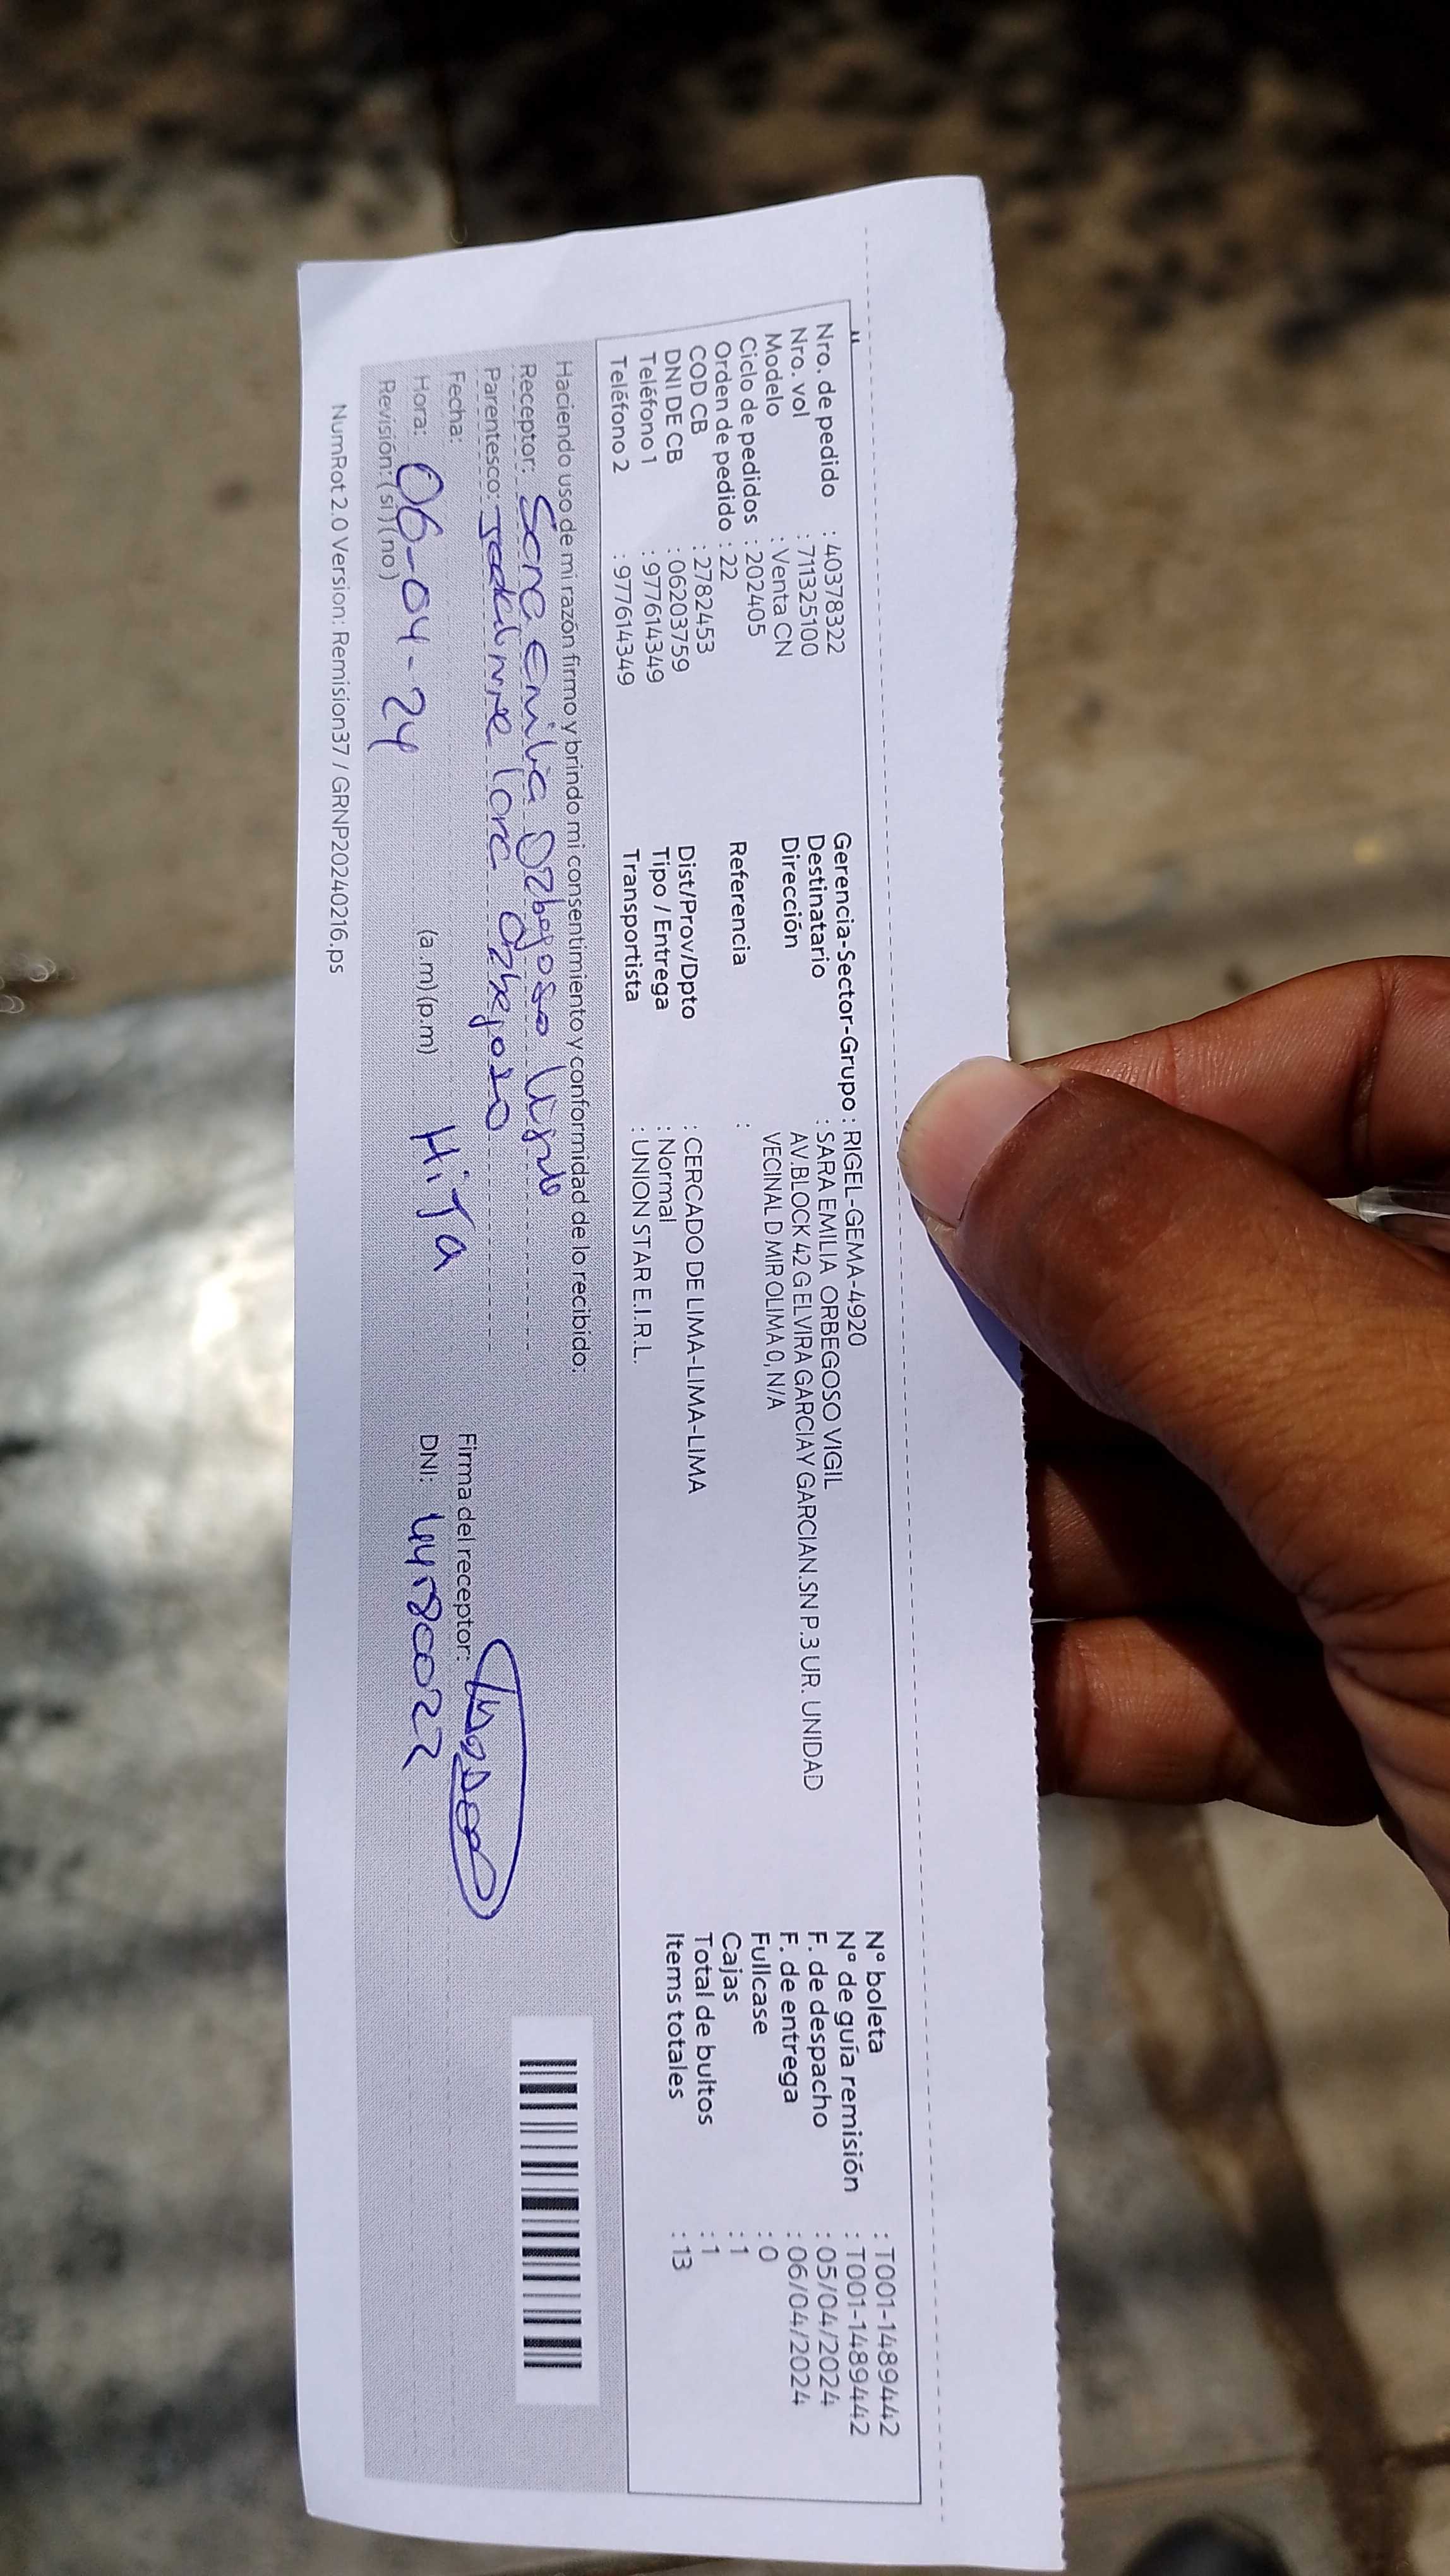 Nro. de pedido : 40378322
Nro. vol : 711325100
Modelo : Venta CN
Ciclo de pedidos : 202405
Orden de pedido : 22
COD CB : 2782453
DNI DE CB : 06203759
Teléfono 1 : 977614349
Teléfono 2 : 977614349
Gerencia-Sector-Grupo : RIGEL-GEMA-4920
Destinatario : SARA EMILIA ORBEGOSO VIGIL
Dirección AV.BLOCK 42 G ELVIRA GARCIAY GARCIAN.SN P.3 UR. UNIDAD
VECINAL D MIROLIMA 0, N/A
Referencia :
Dist/Prov/Dpto : CERCADO DE LIMA-LIMA-LIMA
Tipo / Entrega : Normal
Transportista : UNION STAR E.I.R.L.
N° boleta : T001-1489442
N° de guía remisión : T001-1489442
F. de despacho : 05/04/2024
F. de entrega : 06/04/2024
Fullcase : 0
Cajas : 1
Total de bultos : 1
Items totales : 13
Haciendo uso de mi razón firmo y brindo mi consentimiento y conformidad de lo recibido:
Receptor: Sara Emilia Orbegoso
Parentesco:
Fecha:
Hora: 06-04-24 (a.m)(p.m) HiJa
Revisión: (si)(no)
Firma del receptor:
DNI:
NumRot 2.0 Version: Remision37 / GRNP20240216.ps